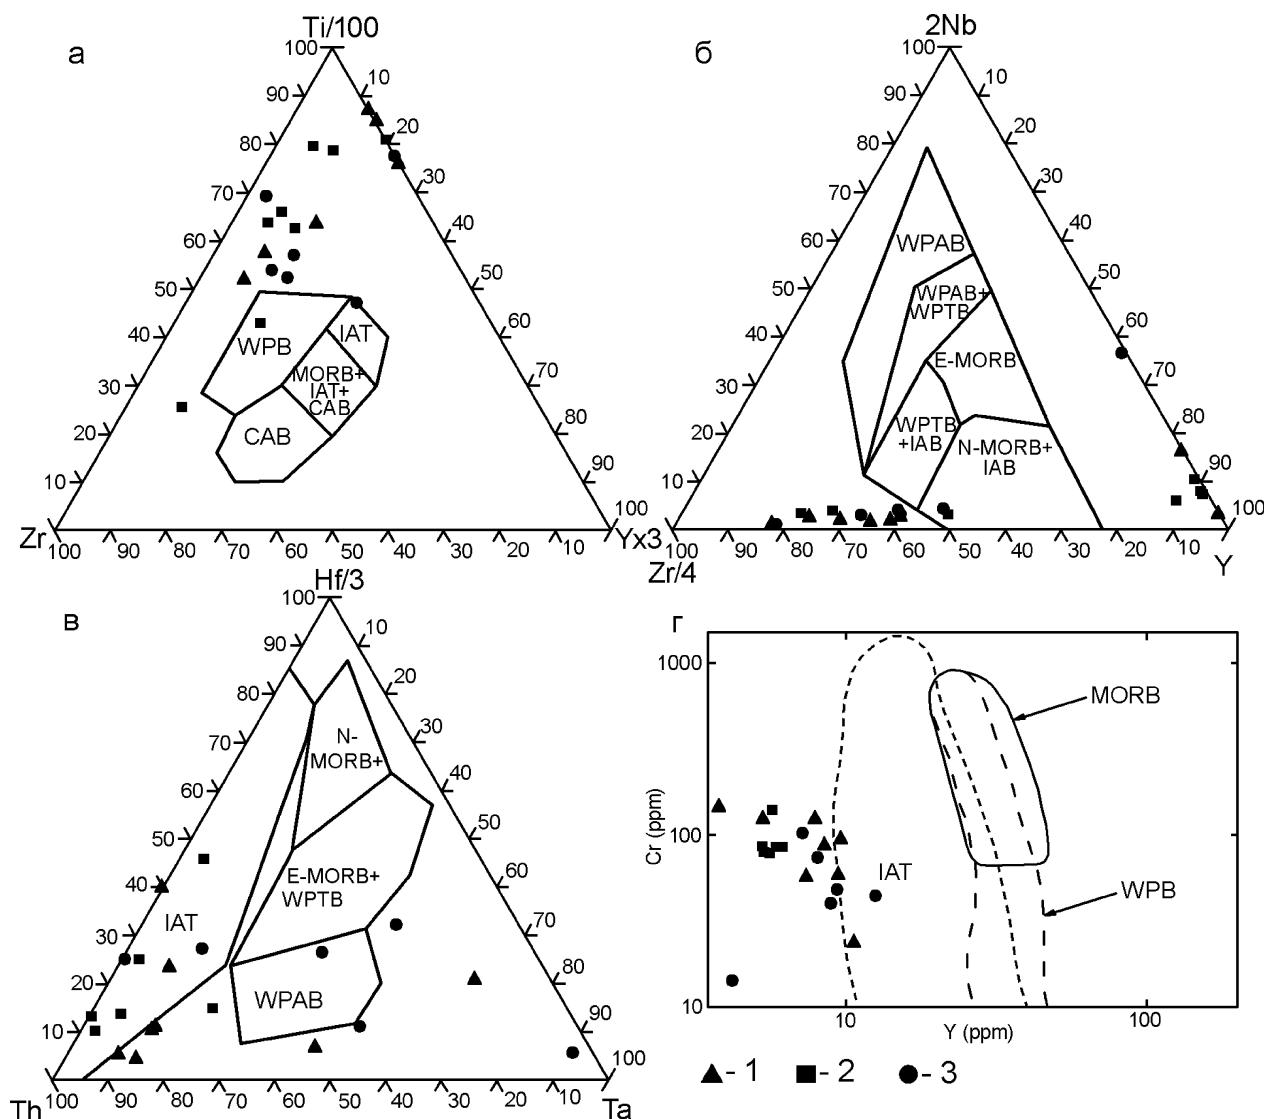 а
Ti/100
100
90
80
70
60
50
40
30
20
10
10
20
30
40
50
60
70
80
90
100
WPB
IAT
MORB+
IAT+
CAB
CAB
Zr
100
90
80
70
60
50
40
30
20
10
Yx3
б
2Nb
100
90
80
70
60
50
40
30
20
10
10
20
30
40
50
60
70
80
90
100
WPAB
WPAB+
WPTB
E-MORB
WPTB
+IAB
N-MORB+
IAB
100
90
80
70
60
50
40
30
20
10
Zr/4
Y
в
Hf/3
100
90
80
70
60
50
40
30
20
10
10
20
30
40
50
60
70
80
90
100
N-
MORB+
E-MORB+
WPTB
IAT
WPAB
100
90
80
70
60
50
40
30
20
10
Th
Ta
г
1000
100
10
Cr (ppm)
MORB
IAT
WPB
10
100
Y (ppm)
- 1
- 2
- 3